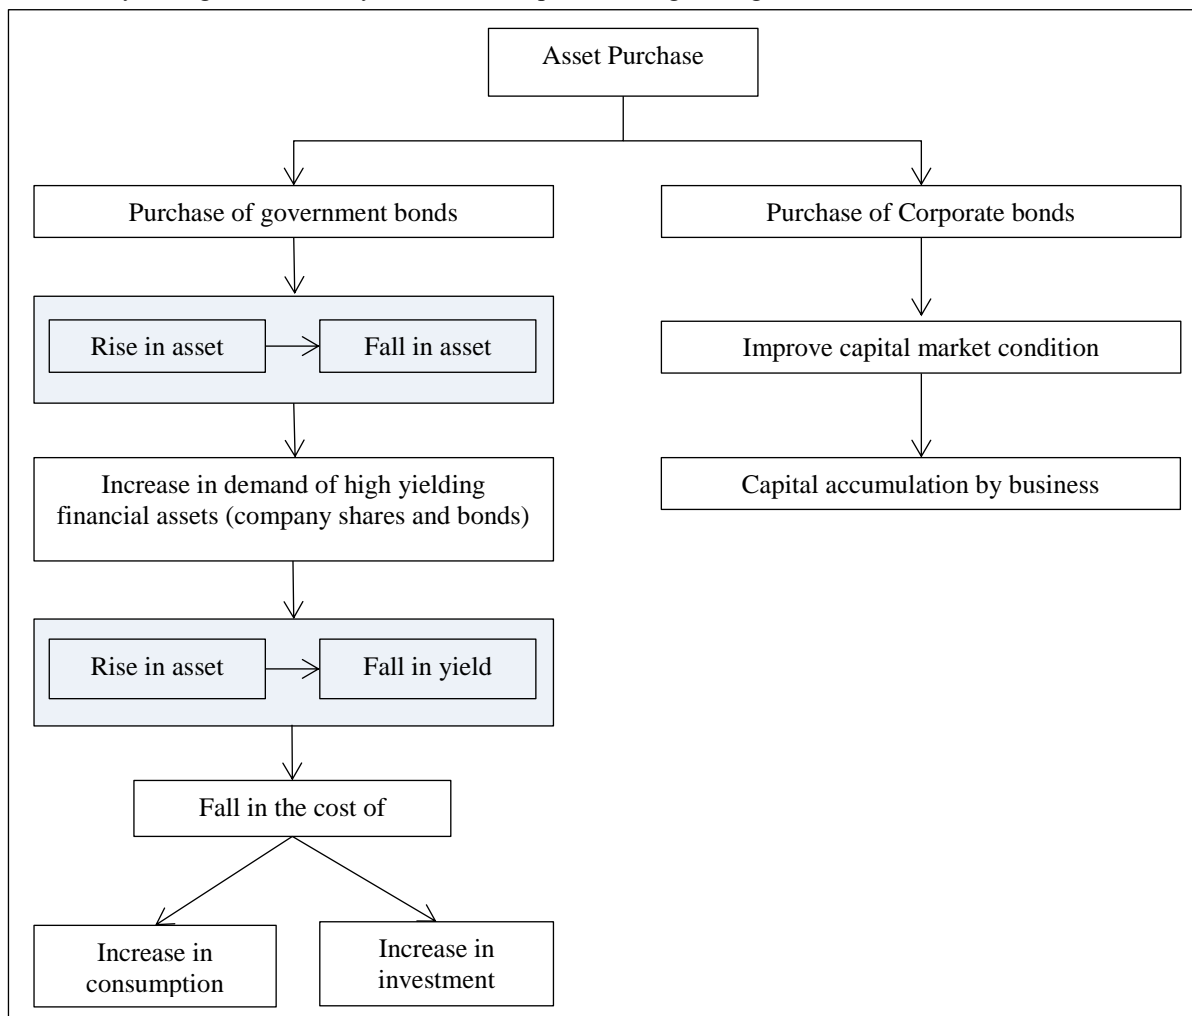 Asset Purchase
Purchase of government bonds
Purchase of Corporate bonds
Rise in asset
Fall in asset
Improve capital market condition
Increase in demand of high yielding
financial assets (company shares and bonds)
Capital accumulation by business
Rise in asset
Fall in yield
Fall in the cost of
Increase in
consumption
Increase in
investment